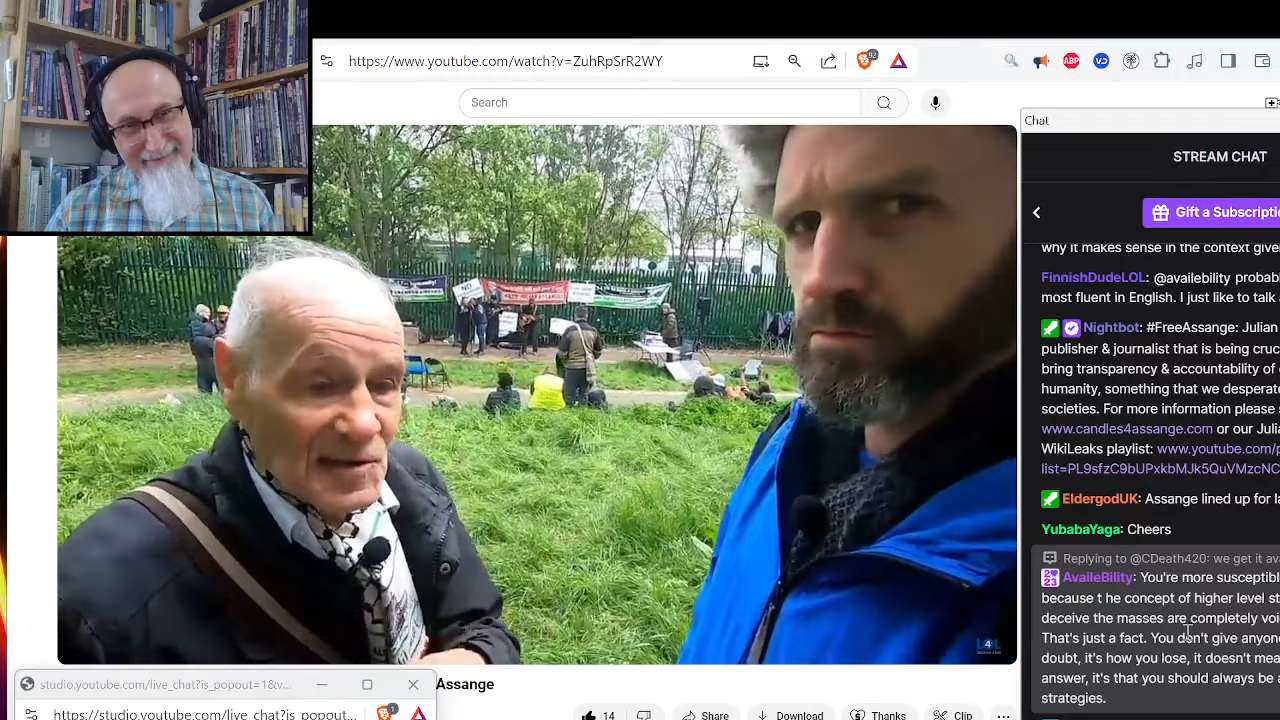 https://www.youtube.com/watch?v=ZuhRpSrR2WY
92
ABP
Search
Chat
STREAM CHAT
Gift a Subscripti
why it makes sense in the context give
FinnishDudeLOL: @availebility probab
most fluent in English. I just like to talk
Nightbot: #FreeAssange: Julian
publisher & journalist that is being cruc
bring transparency & accountability of
humanity, something that we desperat
societies. For more information please
www.candles4assange.com or our Julia
WikiLeaks playlist: www.youtube.com/p
list=PL9sfzC9bUPxkbMJk5QuVMzcNC
EldergodUK: Assange lined up for la
YubabaYaga: Cheers
Replying to @CDeath420: we get it ava
AvaileBility: You're more susceptibl
because t he concept of higher level st
deceive the masses are completely voi
That's just a fact. You don't give anyone
doubt, it's how you lose, it doesn't mea
answer, it's that you should always be a
strategies.
NO
4
studio.youtube.com/live_chat?is_popout=1&v...
Assange
https://studio.youtube.com/live_chat?is_popout...
1
14
Share
Download
Thanks
Clip